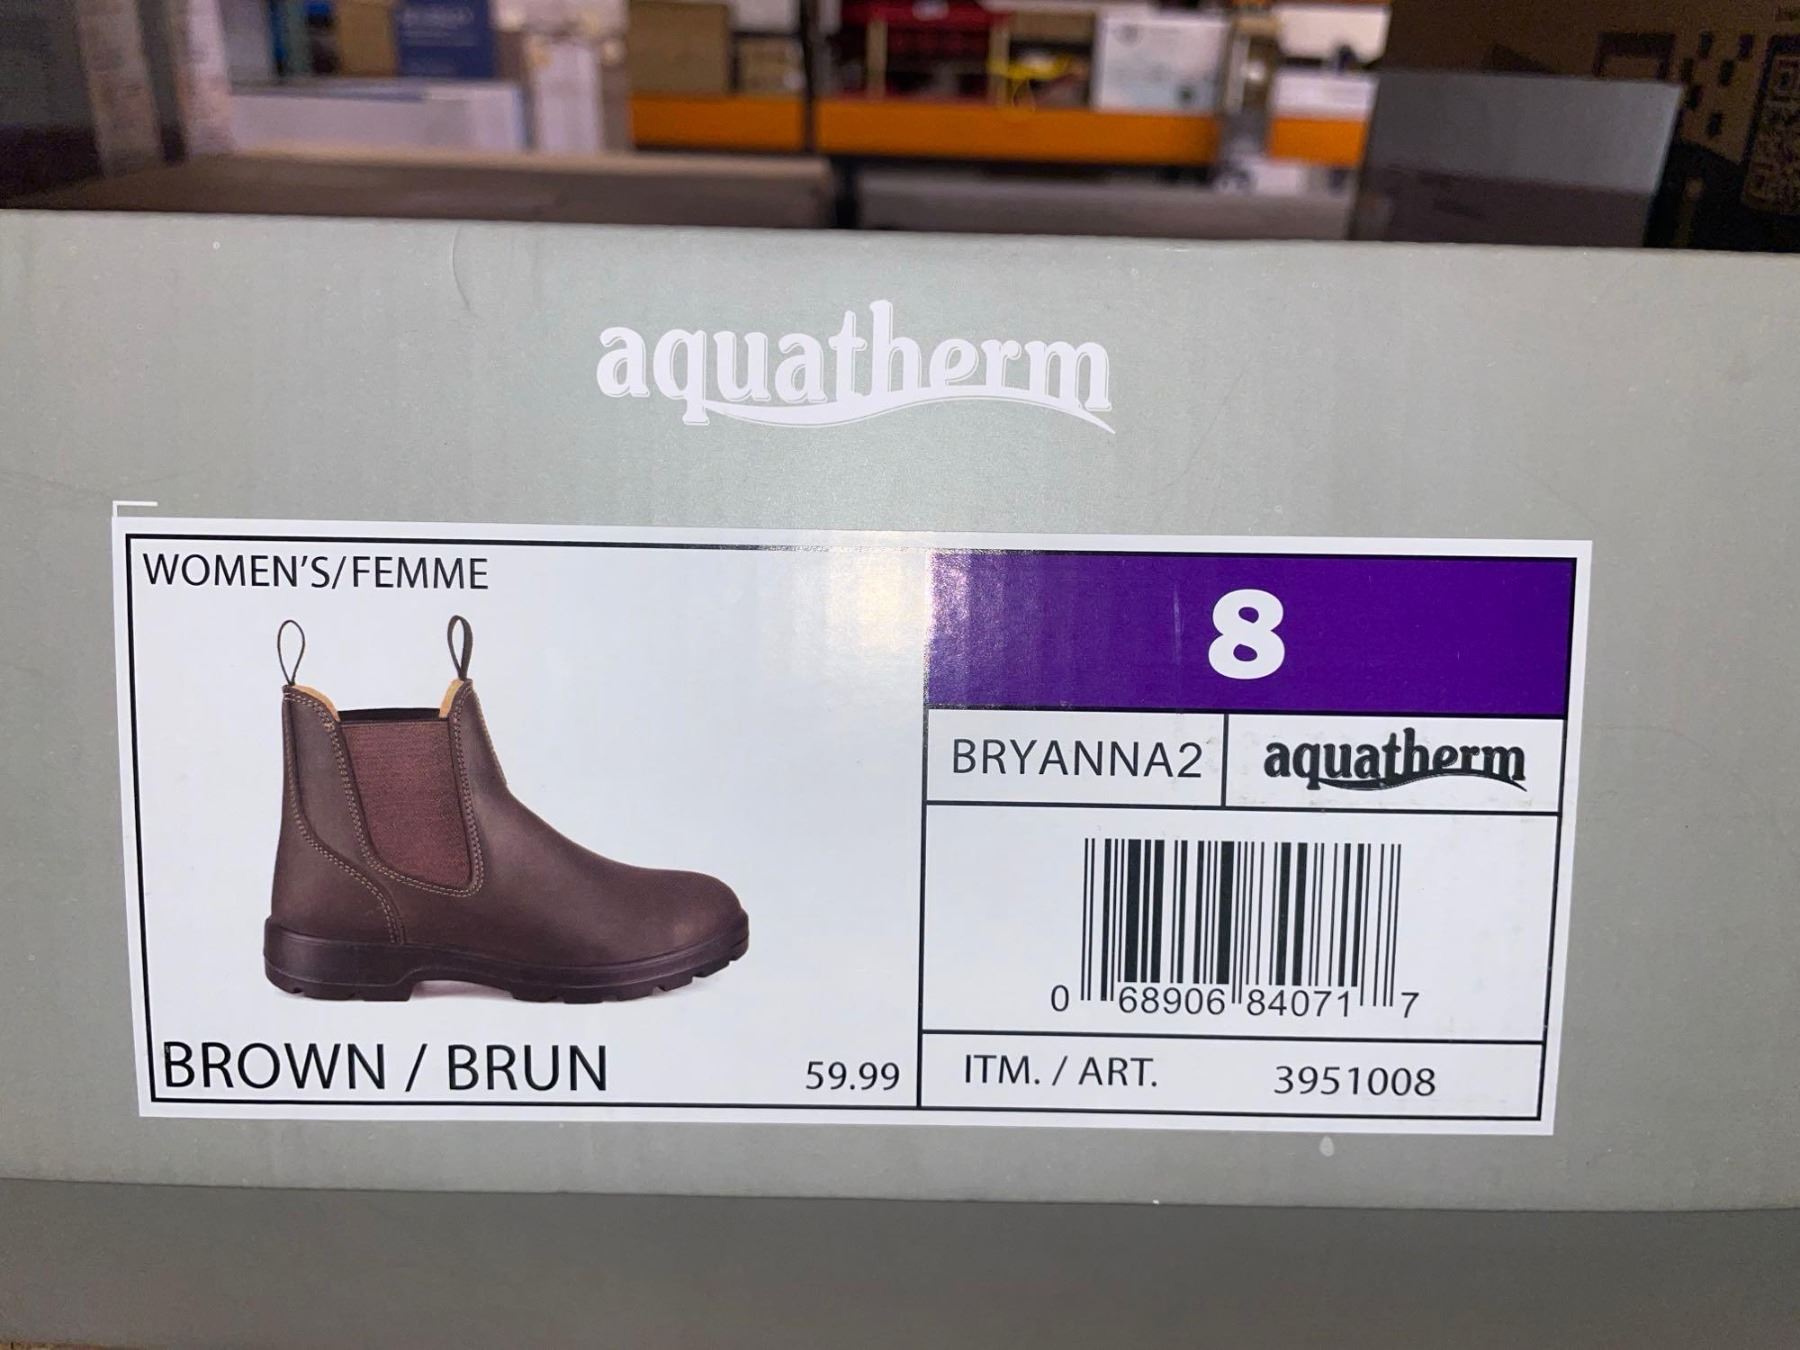 aquatherm
WOMEN'S/FEMME
8
BRYANNA2
aquatherm
0 68906 84071 7
BROWN / BRUN
59.99
ITM. / ART. 3951008